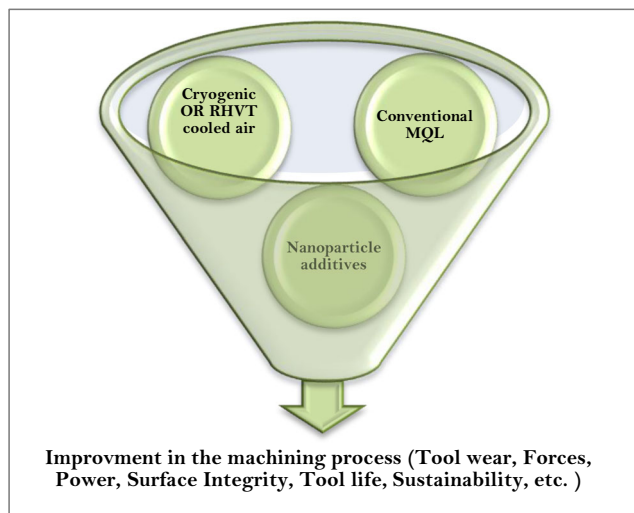 Cryogenic
OR RHVT
cooled air
Conventional
MQL
Nanoparticle
additives
Improvment in the machining process (Tool wear, Forces,
Power, Surface Integrity, Tool life, Sustainability, etc. )